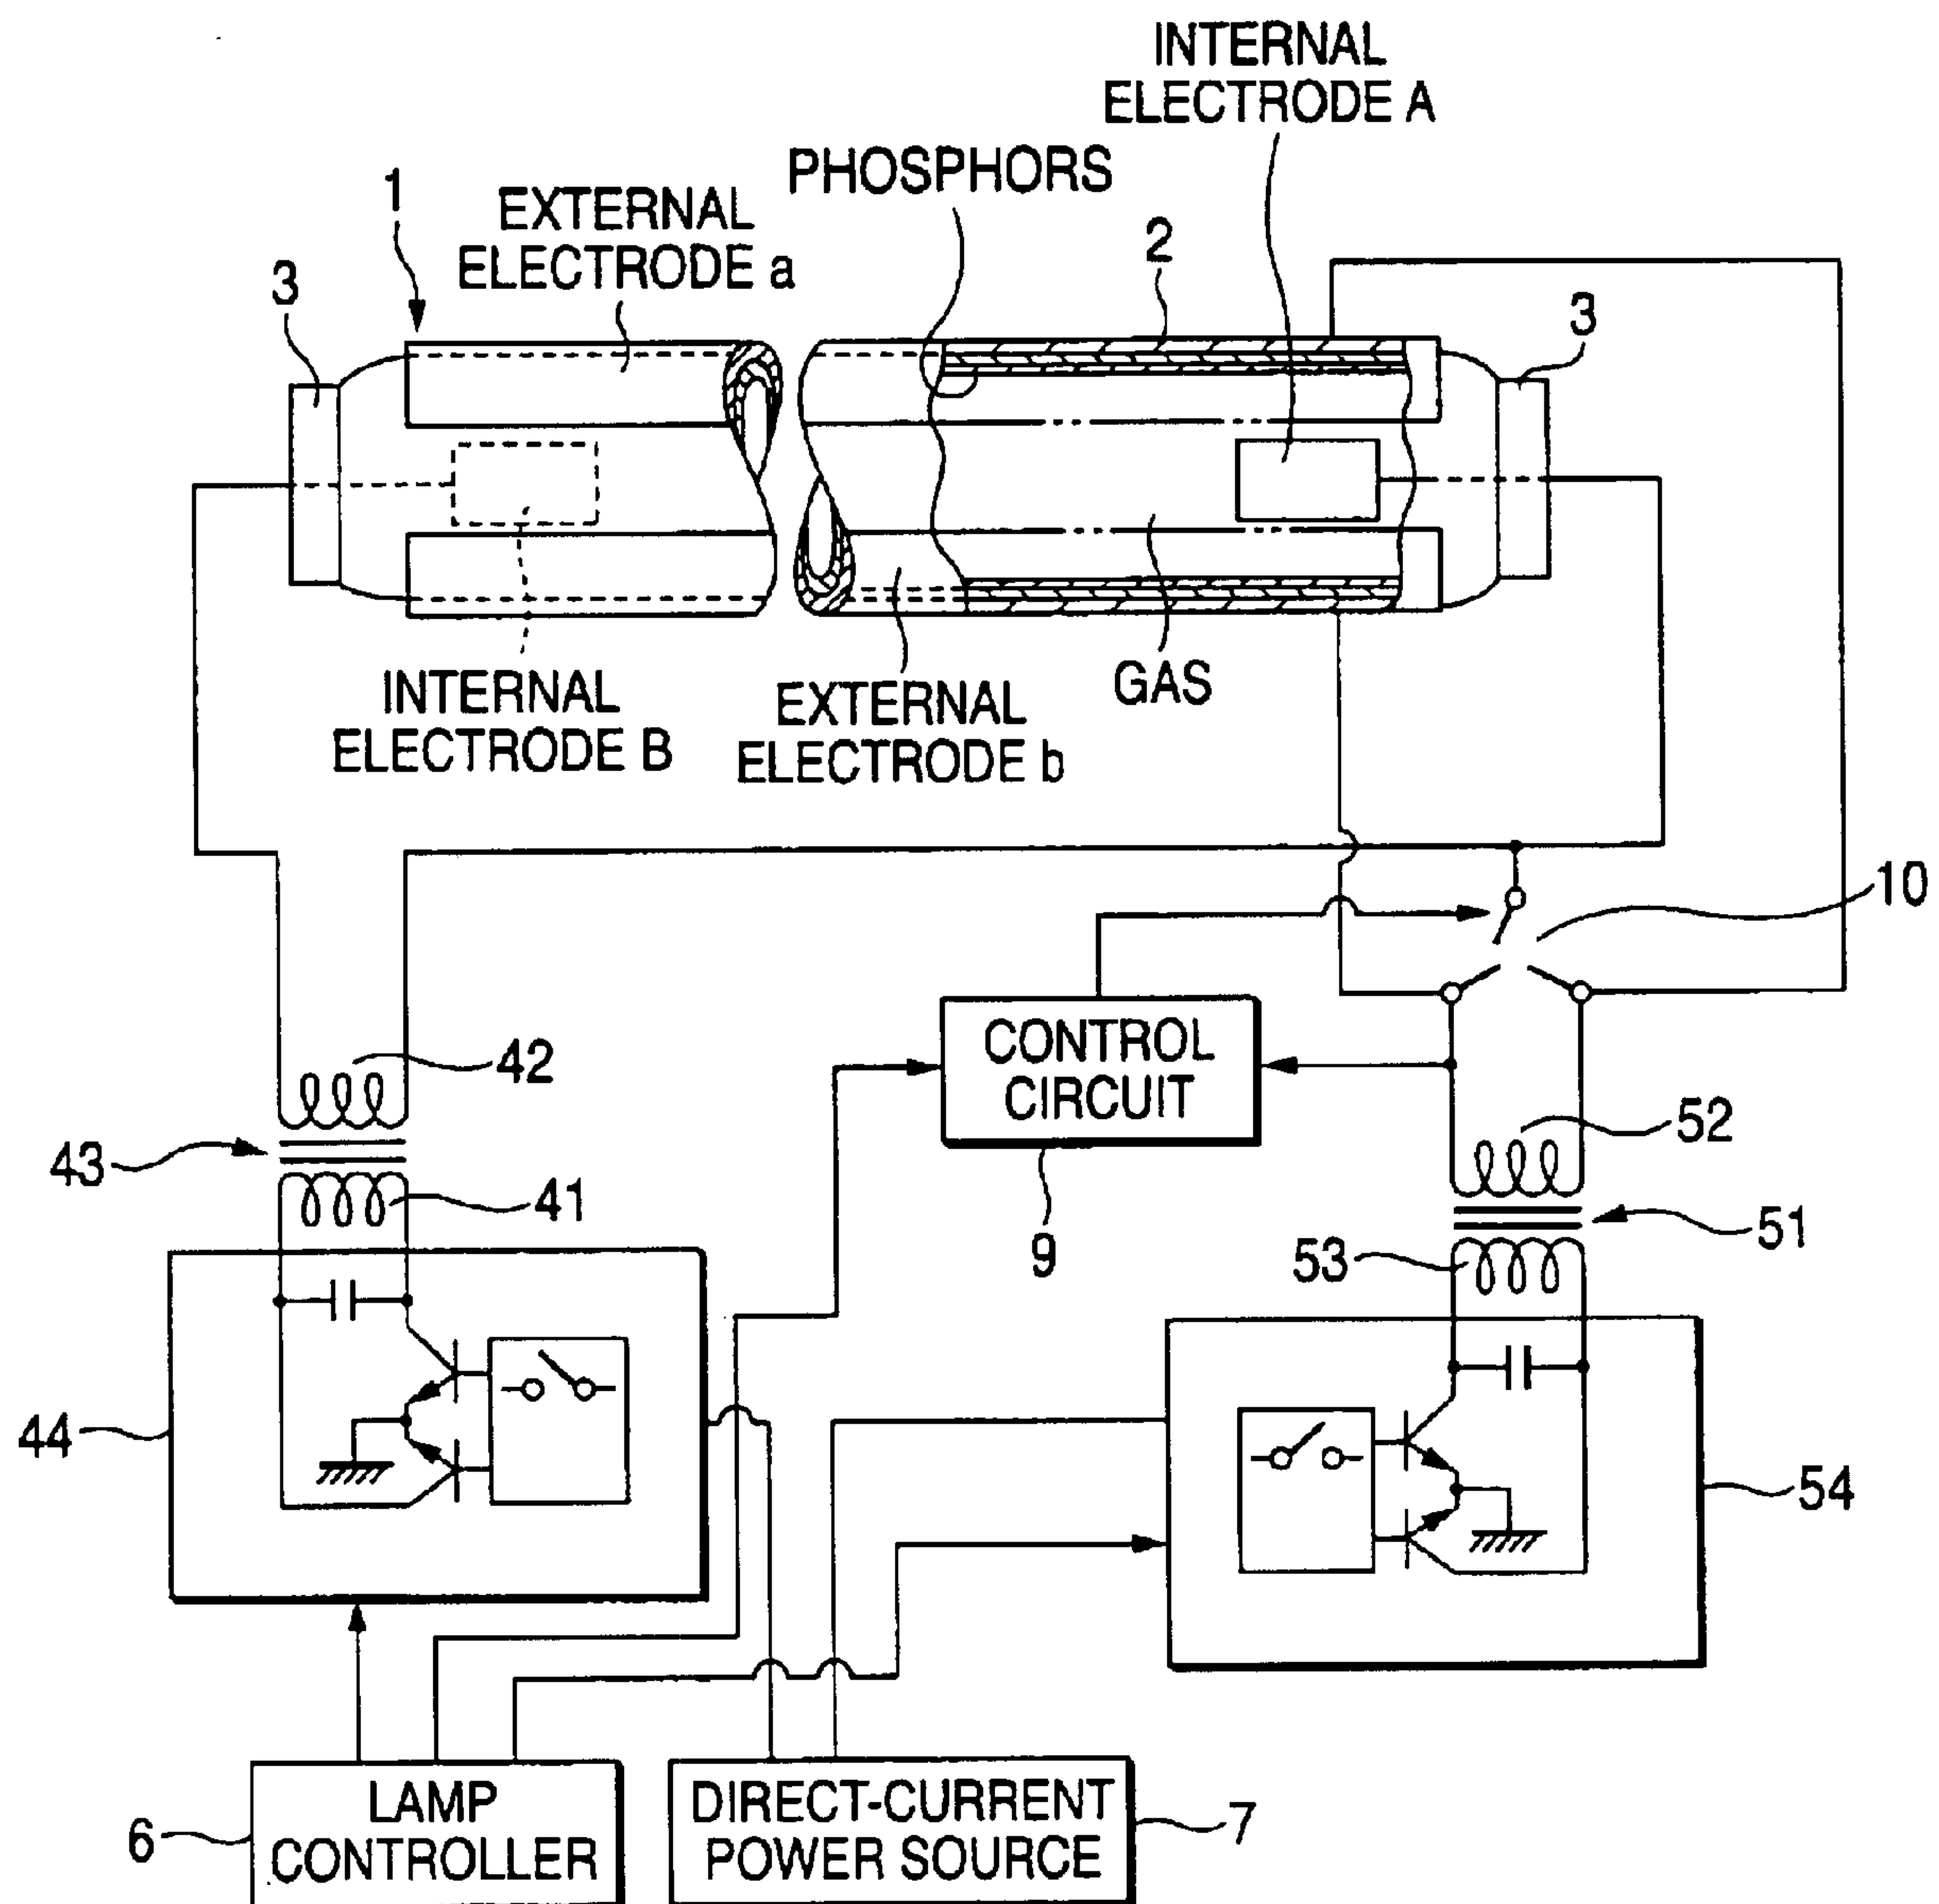 INTERNAL
ELECTRODE A
PHOSPHORS
1
EXTERNAL
ELECTRODE a
2
3
3
INTERNAL
ELECTRODE B
EXTERNAL
ELECTRODE b
GAS
10
CONTROL
CIRCUIT
42
52
43
41
9
51
53
44
54
LAMP
CONTROLLER
6
DIRECT-CURRENT
POWER SOURCE
7